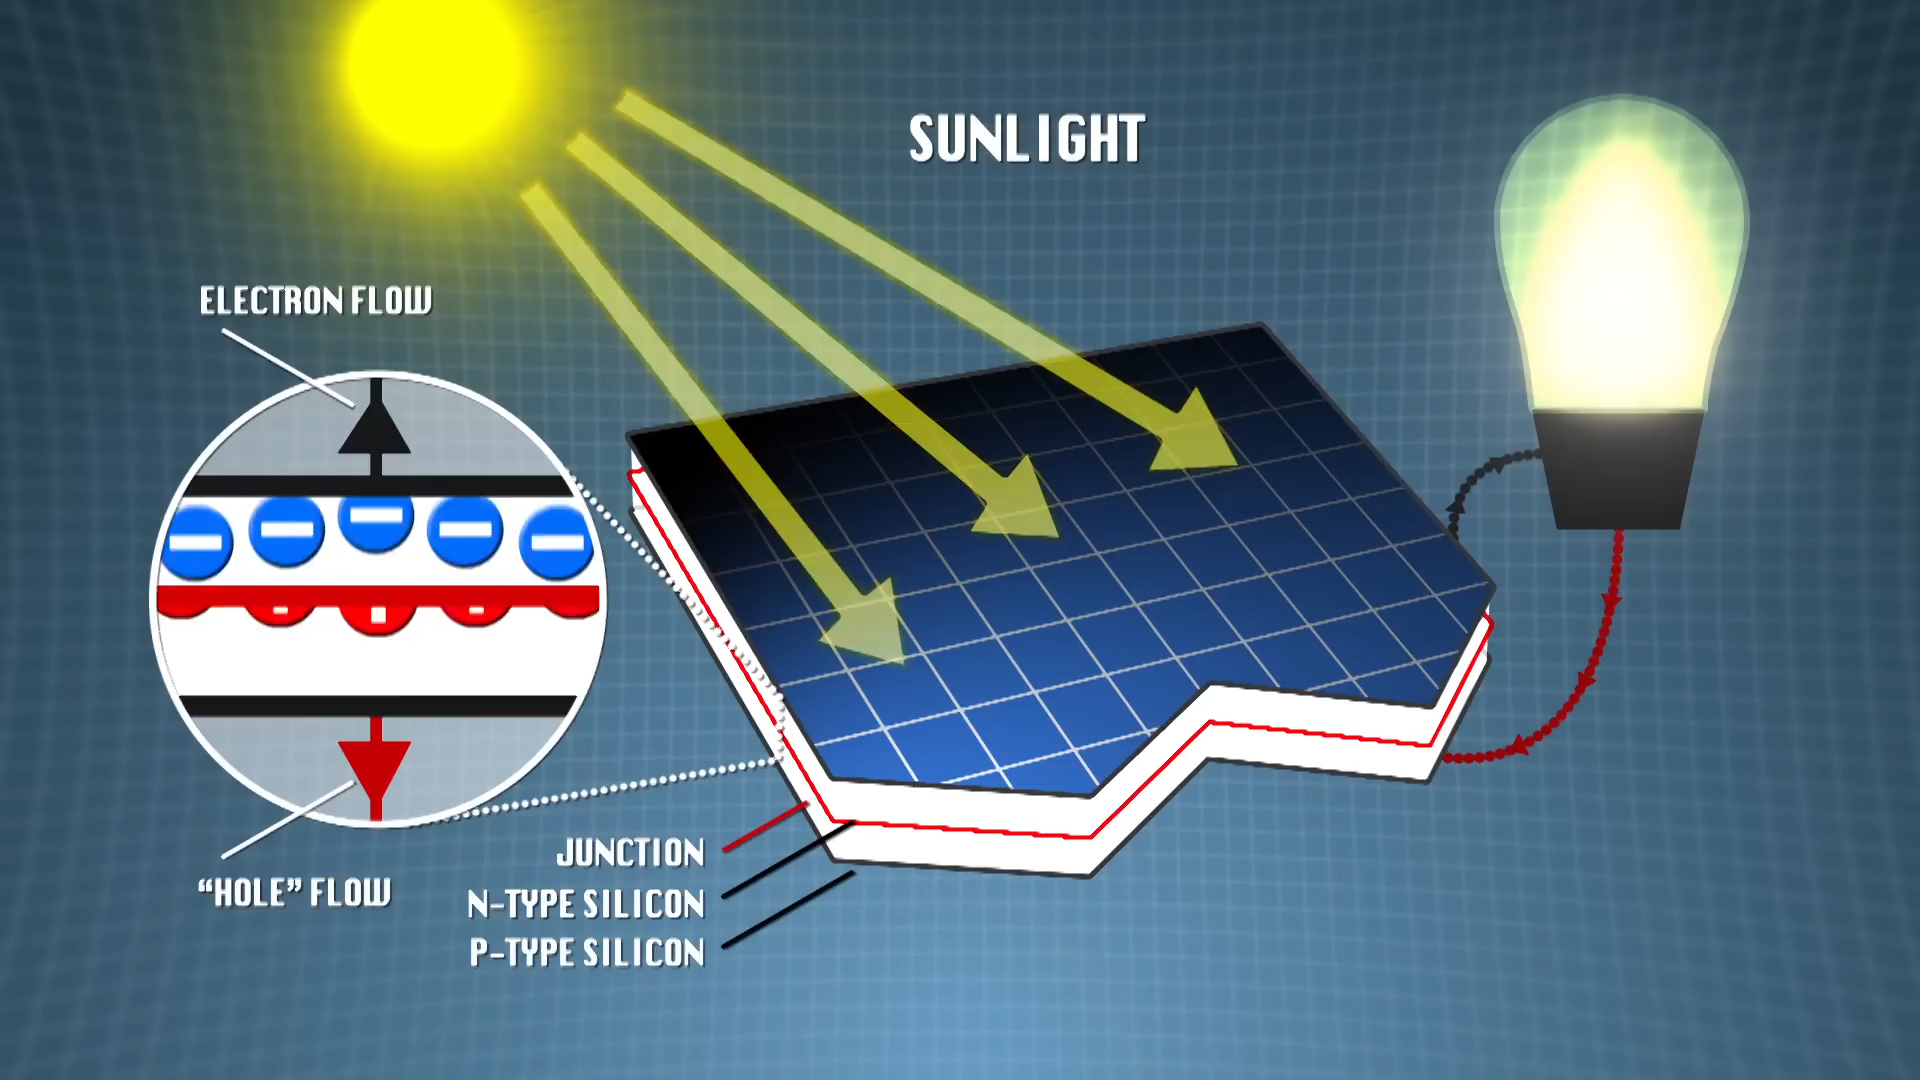 SUNLIGHT
ELECTRON FLOW
“HOLE” FLOW
JUNCTION
N-TYPE SILICON
P-TYPE SILICON